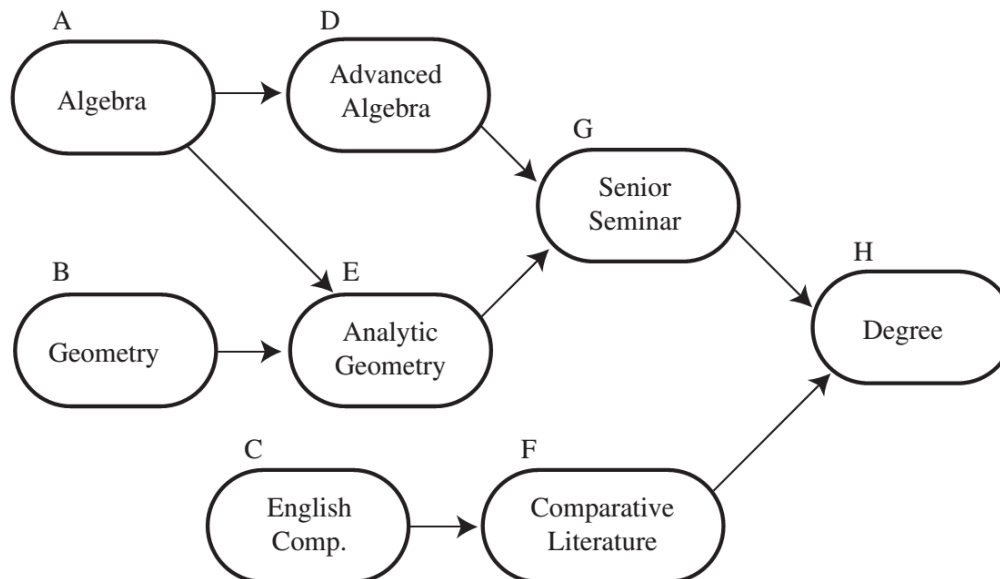 A
Algebra
D
Advanced
Algebra
G
Senior
Seminar
B
Geometry
E
Analytic
Geometry
H
Degree
C
English
Comp.
F
Comparative
Literature